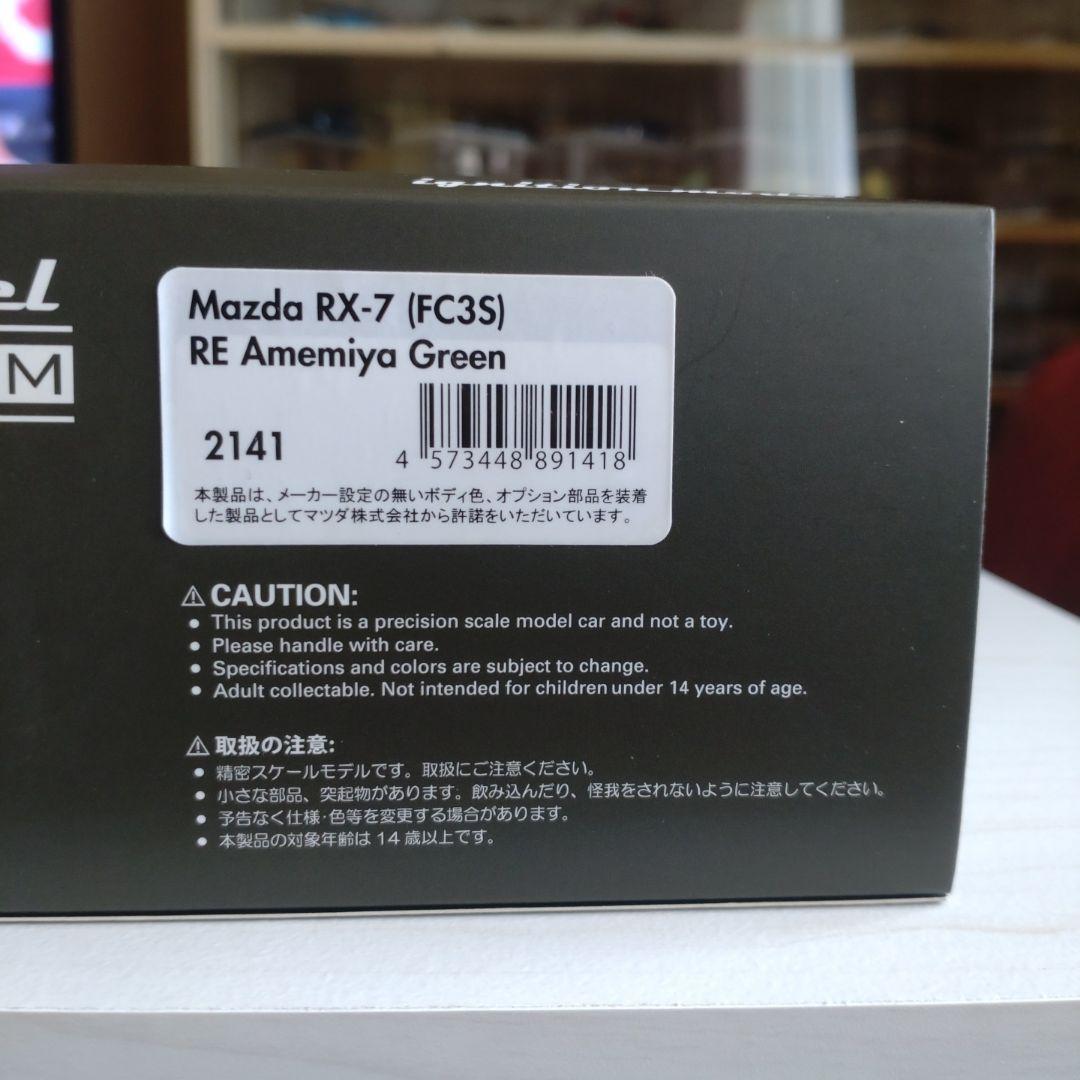 ignition model
el
M
Mazda RX-7 (FC3S)
RE Amemiya Green
2141
4 573448 891418
本製品は、メーカー設定の無いボディ色、オプション部品を装着
した製品としてマツダ株式会社から許諾をいただいています。
⚠ CAUTION:
• This product is a precision scale model car and not a toy.
• Please handle with care.
• Specifications and colors are subject to change.
• Adult collectable. Not intended for children under 14 years of age.
⚠ 取扱の注意:
• 精密スケールモデルです。取扱にご注意ください。
• 小さな部品、突起物があります。飲み込んだり、怪我をされないように注意してください。
• 予告なく仕様・色等を変更する場合があります。
• 本製品の対象年齢は14歳以上です。